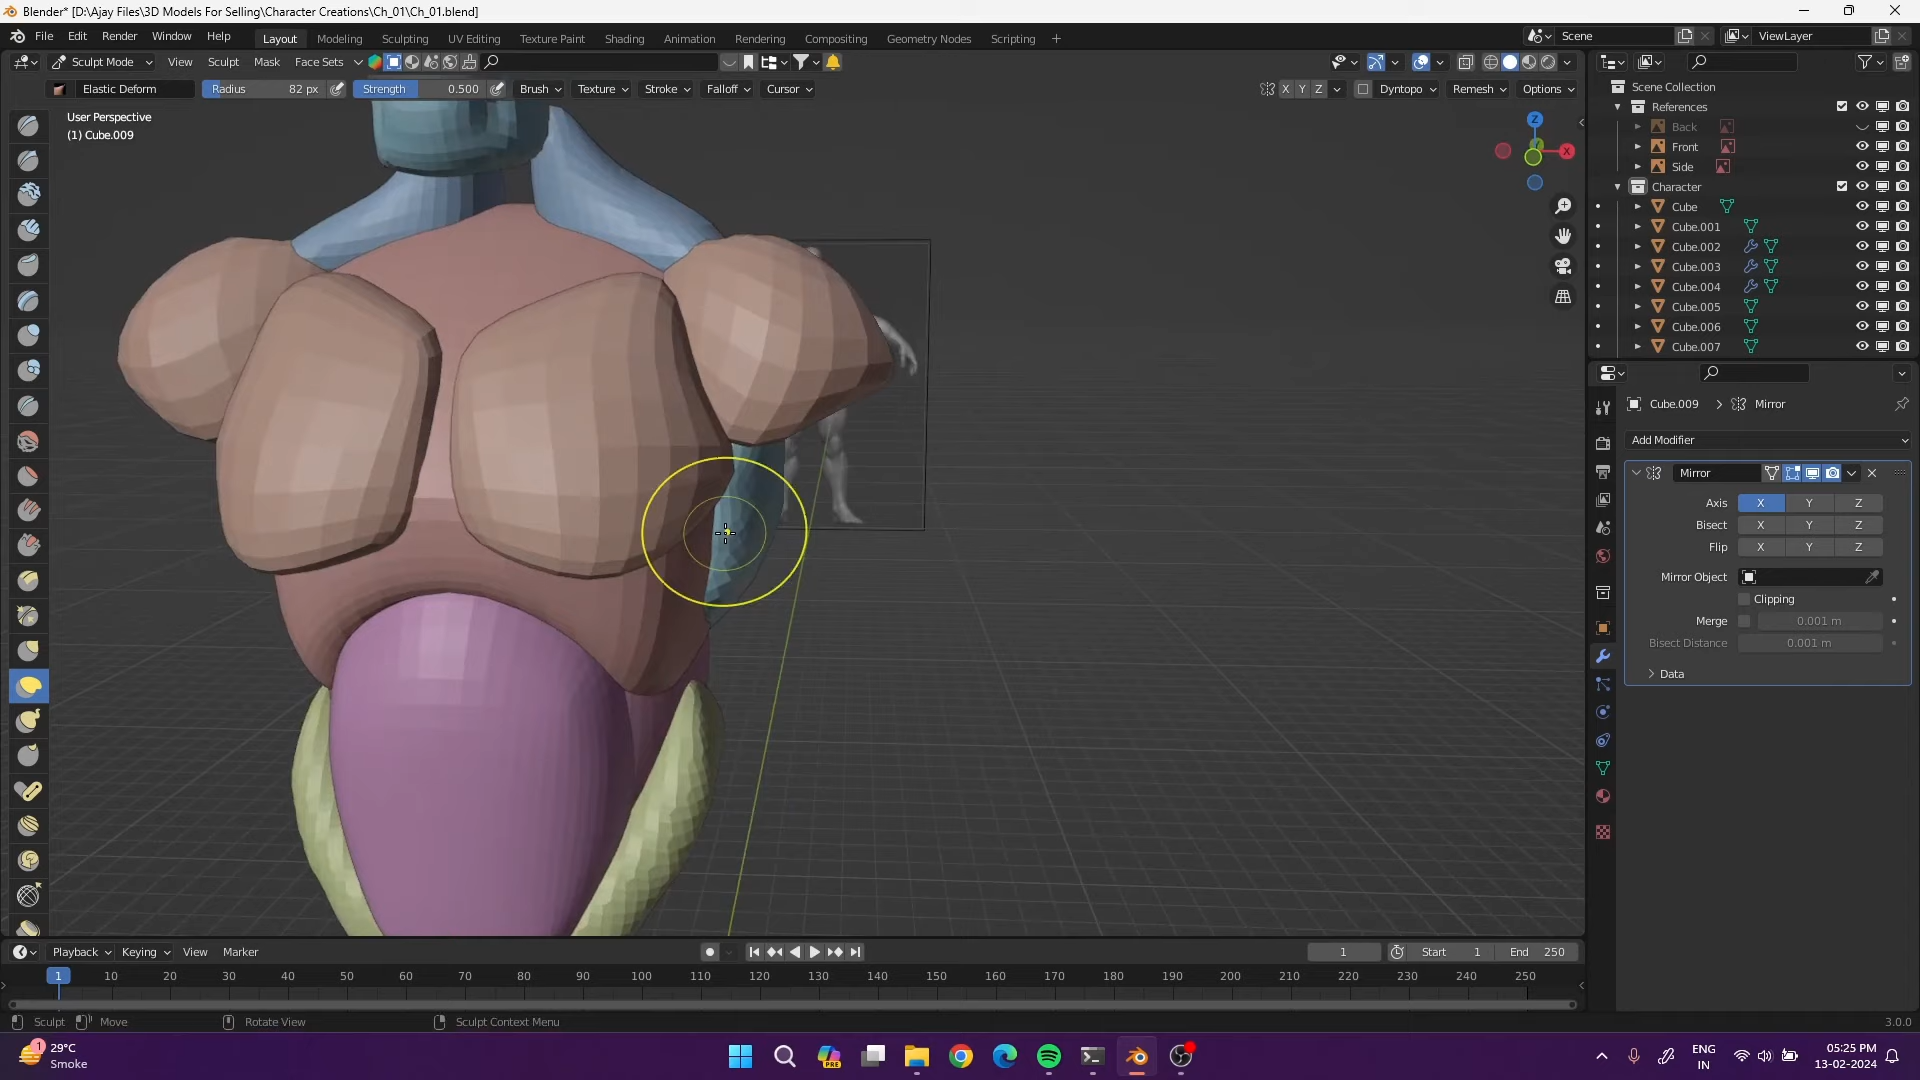 Blender* [D:\Ajay Files\3D Models For Selling\Character Creations\Ch_01\Ch_01.blend]
File Edit Render Window Help Layout Modeling Sculpting UV Editing Texture Paint Shading Animation Rendering Compositing Geometry Nodes Scripting + Scene ViewLayer
Sculpt Mode View Sculpt Mask Face Sets
Elastic Deform Radius 82 px Strength 0.500 Brush Texture Stroke Falloff Cursor X Y Z Dyntopo Remesh Options
User Perspective
(1) Cube.009
Z
X
Scene Collection
References
Back
Front
Side
Character
Cube
Cube.001
Cube.002
Cube.003
Cube.004
Cube.005
Cube.006
Cube.007
Cube.009 > Mirror
Add Modifier
Mirror
Axis X Y Z
Bisect X Y Z
Flip X Y Z
Mirror Object
Clipping
Merge 0.001 m
Bisect Distance 0.001 m
Data
Playback Keying View Marker 1 Start 1 End 250
1 10 20 30 40 50 60 70 80 90 100 110 120 130 140 150 160 170 180 190 200 210 220 230 240 250
Sculpt Move Rotate View Sculpt Context Menu 3.0.0
1 29°C
Smoke
PRE
ENG
IN
05:25 PM
13-02-2024